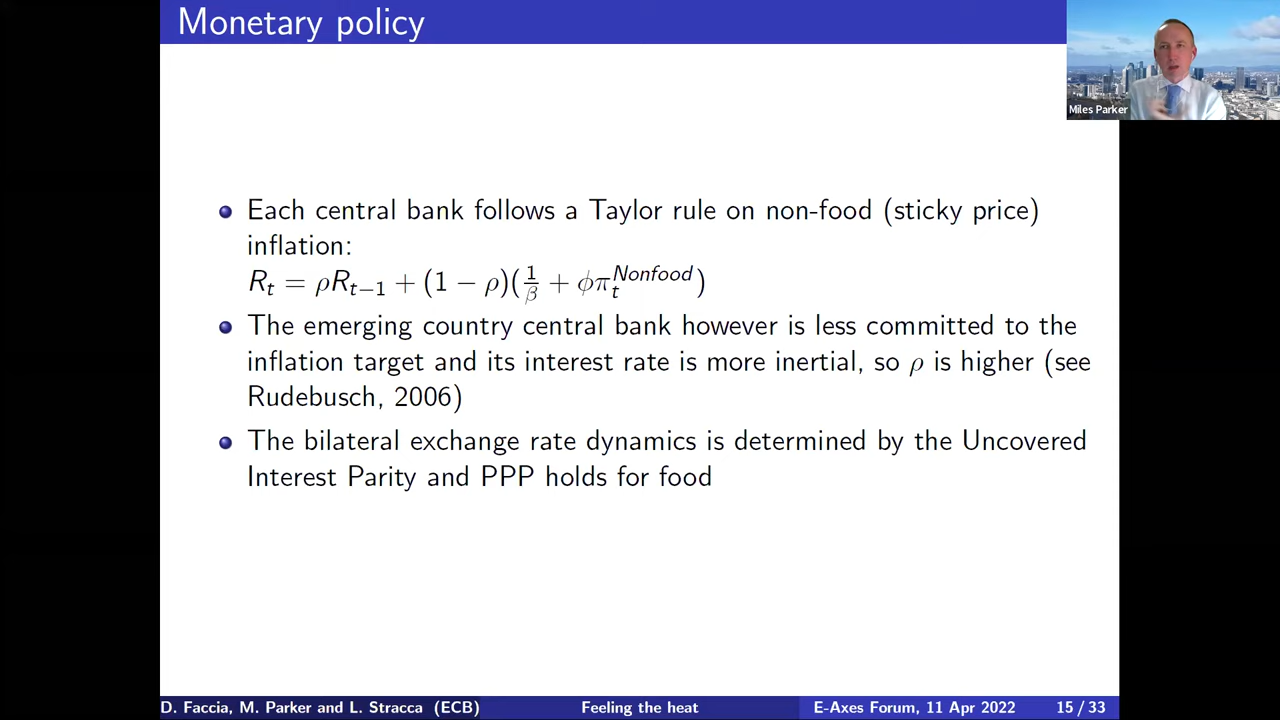 Monetary policy
Miles Parker
Each central bank follows a Taylor rule on non-food (sticky price)
inflation:
R_t = ρR_{t−1} + (1 − ρ)(1/β + ϕπ_t^{Nonfood})
The emerging country central bank however is less committed to the
inflation target and its interest rate is more inertial, so ρ is higher (see
Rudebusch, 2006)
The bilateral exchange rate dynamics is determined by the Uncovered
Interest Parity and PPP holds for food
D. Faccia, M. Parker and L. Stracca (ECB) Feeling the heat E-Axes Forum, 11 Apr 2022 15 / 33